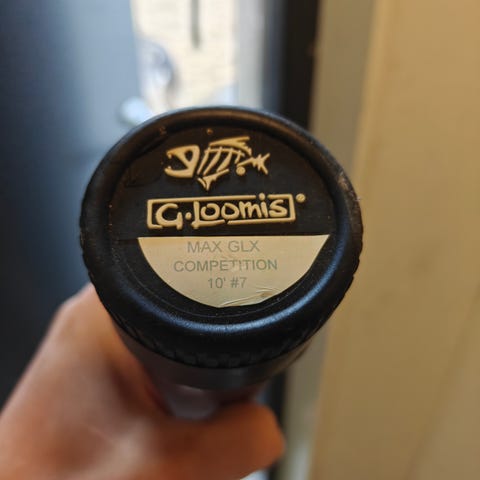 G.Loomis®
MAX GLX
COMPETITION
10' #7